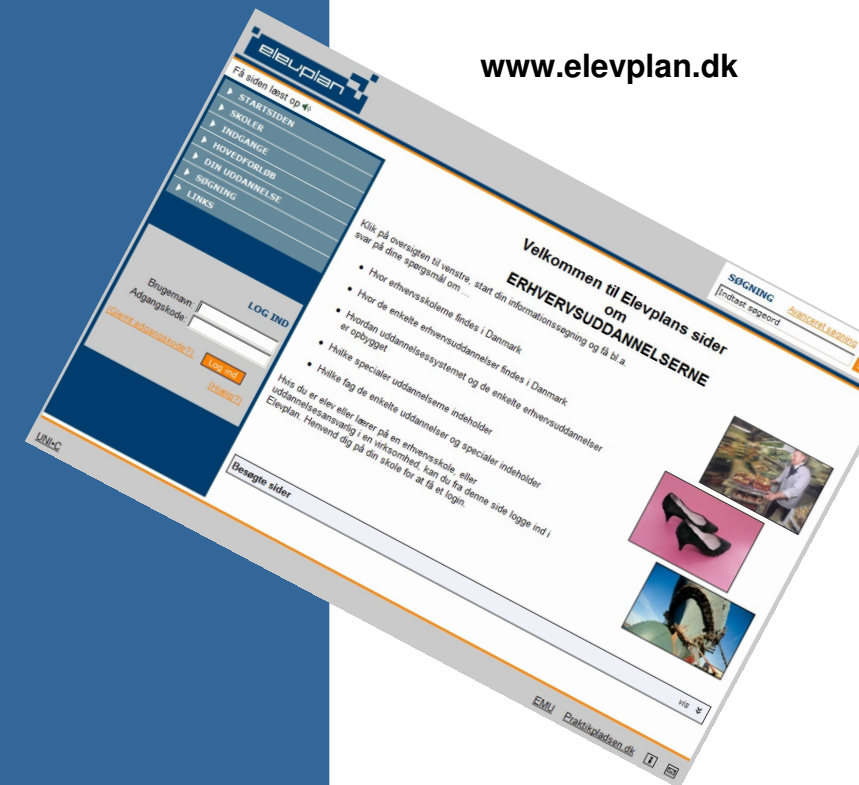 www.elevplan.dk
elevplan
Få siden læst op
STARTSIDEN
SKOLER
INDGANGE
HOVEDFORLØB
DIN UDDANNELSE
SØGNING
LINKS
LOG IND
Brugernavn:
Adgangskode:
(Glemt adgangskode?)
Log ind
(Hjælp?)
UNI•C
SØGNING
Indtast søgeord
Avanceret søgning
Velkommen til Elevplans sider
om
ERHVERVSUDDANNELSERNE
Klik på oversigten til venstre, start din informationssøgning og få bl.a.
svar på dine spørgsmål om ...
• Hvor erhvervsskolerne findes i Danmark
• Hvor de enkelte erhvervsuddannelser findes i Danmark
• Hvordan uddannelsessystemet og de enkelte erhvervsuddannelser
er opbygget
• Hvilke specialer uddannelserne indeholder
• Hvilke fag de enkelte uddannelser og specialer indeholder
Hvis du er elev eller lærer på en erhvervsskole, eller
uddannelsesansvarlig i en virksomhed, kan du fra denne side logge ind i
Elevplan. Henvend dig på din skole for at få et login.
Besøgte sider
vis
EMU Praktikpladsen.dk